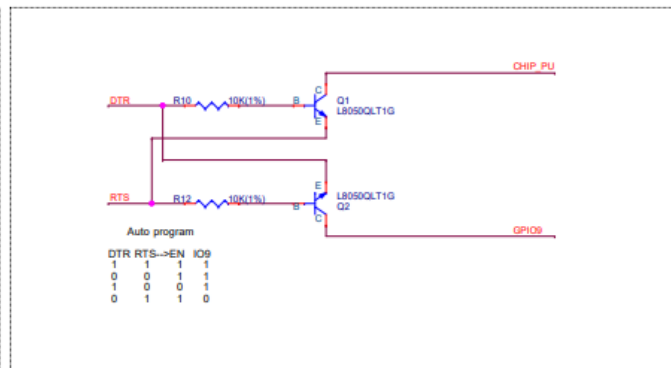 CHIP_PU
C
DTR R10 10K(1%) B Q1
L8050QLT1G
E
E L8050QLT1G
RTS R12 10K(1%) B Q2
C
GPIO9
Auto program
DTR RTS-->EN IO9
1 1 1 1
0 0 1 1
1 0 0 1
0 1 1 0